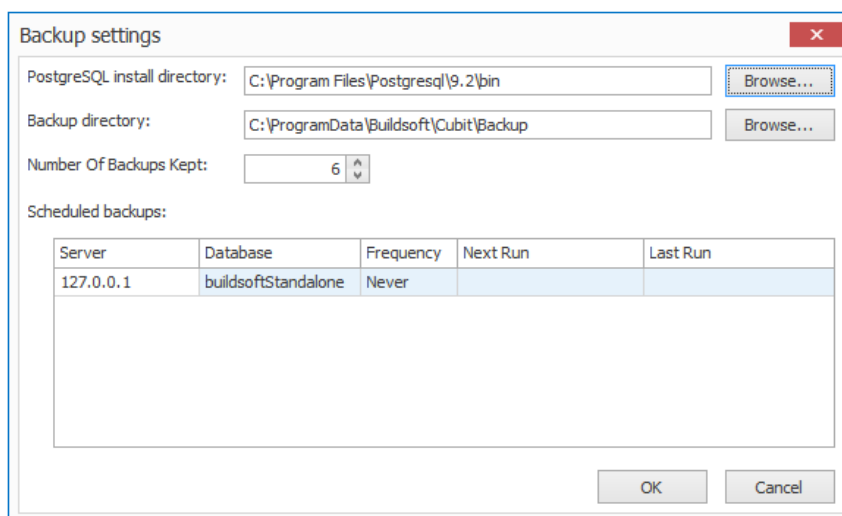 Backup settings
PostgreSQL install directory: C:\Program Files\Postgresql\9.2\bin Browse...
Backup directory: C:\ProgramData\Buildsoft\Cubit\Backup Browse...
Number Of Backups Kept: 6
Scheduled backups:
Server Database Frequency Next Run Last Run
127.0.0.1 buildsoftStandalone Never
OK Cancel